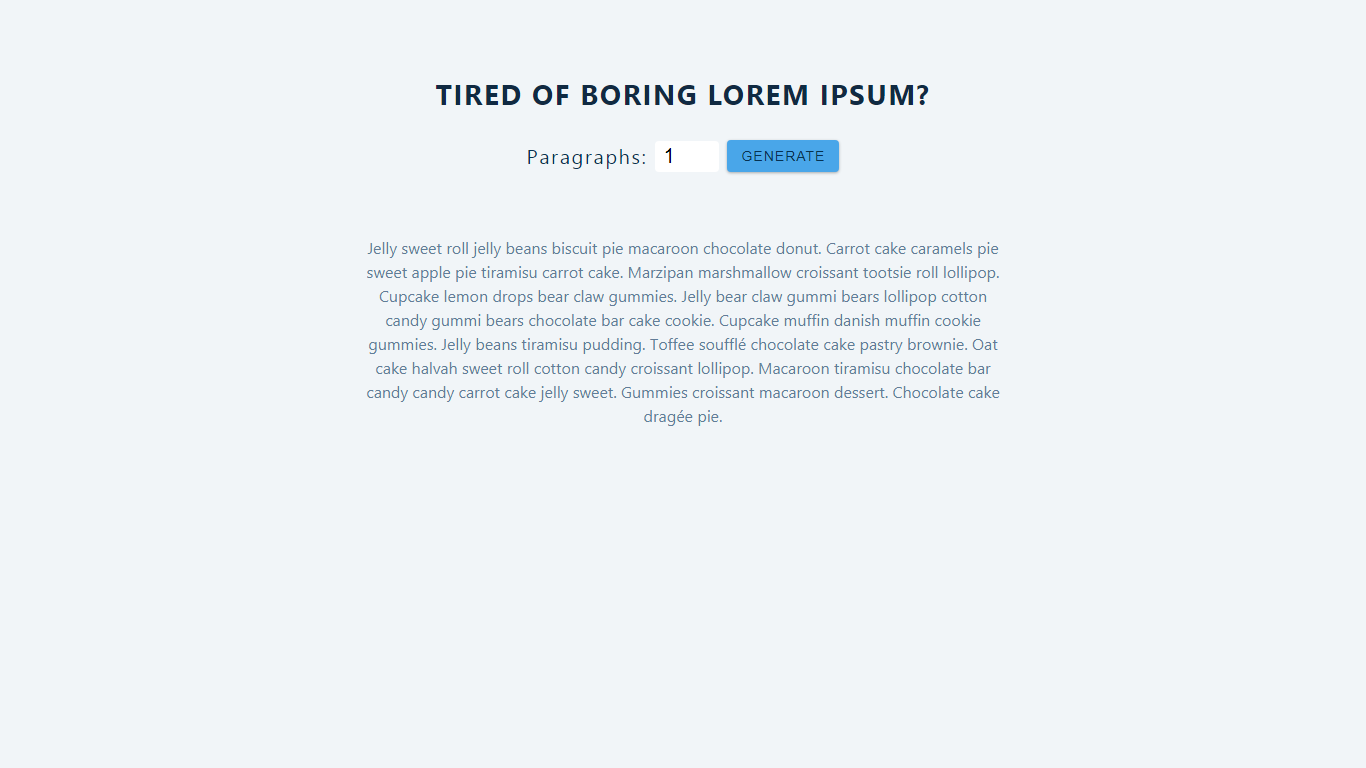 TIRED OF BORING LOREM IPSUM?
Paragraphs: 1 GENERATE
Jelly sweet roll jelly beans biscuit pie macaroon chocolate donut. Carrot cake caramels pie
sweet apple pie tiramisu carrot cake. Marzipan marshmallow croissant tootsie roll lollipop.
Cupcake lemon drops bear claw gummies. Jelly bear claw gummi bears lollipop cotton
candy gummi bears chocolate bar cake cookie. Cupcake muffin danish muffin cookie
gummies. Jelly beans tiramisu pudding. Toffee soufflé chocolate cake pastry brownie. Oat
cake halvah sweet roll cotton candy croissant lollipop. Macaroon tiramisu chocolate bar
candy candy carrot cake jelly sweet. Gummies croissant macaroon dessert. Chocolate cake
dragée pie.